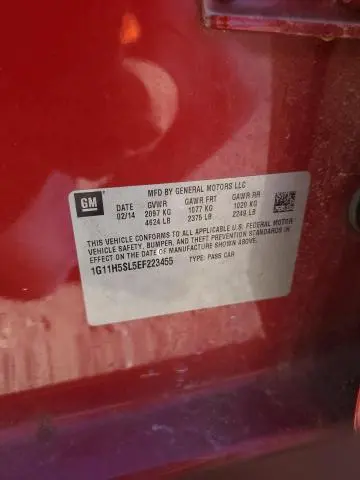 MFD BY GENERAL MOTORS LLC
GM
DATE GVWR GAWR FRT GAWR RR
02/14 2097 KG 1077 KG 1020 KG
4624 LB 2375 LB 2249 LB
THIS VEHICLE CONFORMS TO ALL APPLICABLE U.S. FEDERAL MOTOR
VEHICLE SAFETY, BUMPER, AND THEFT PREVENTION STANDARDS IN
EFFECT ON THE DATE OF MANUFACTURE SHOWN ABOVE.
1G11H5SL5EF223455 TYPE: PASS CAR